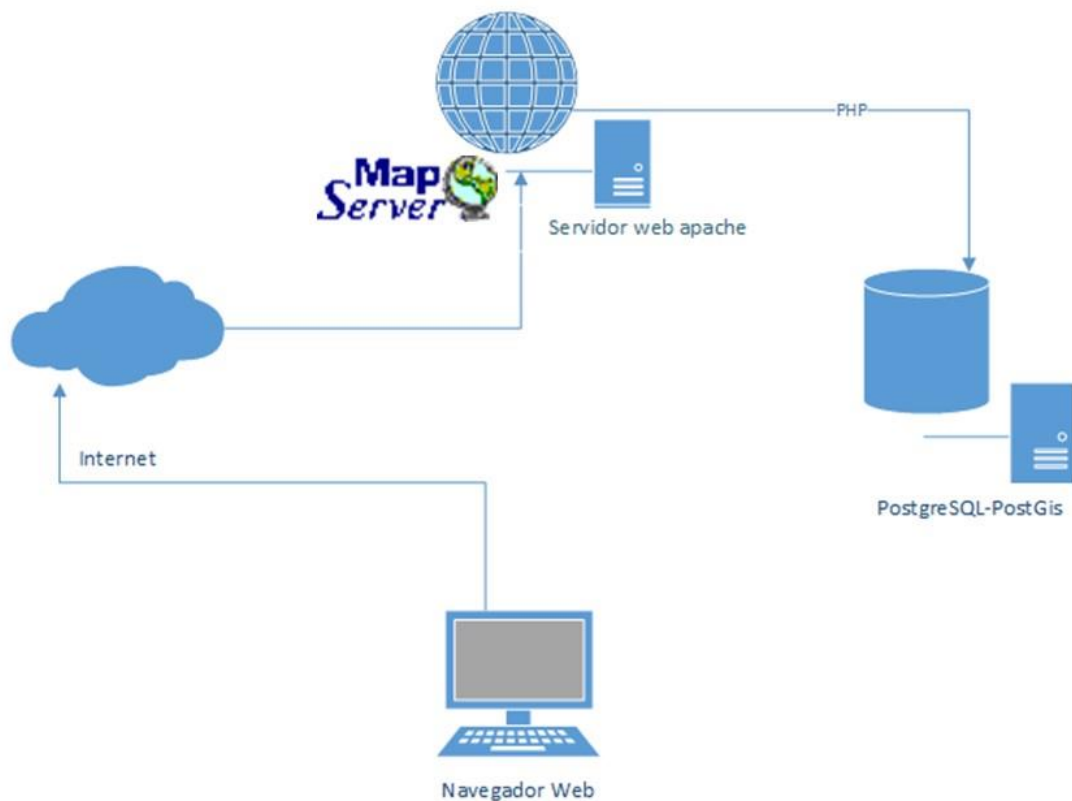 PHP
Map
Server
Servidor web apache
Internet
PostgreSQL-PostGis
Navegador Web